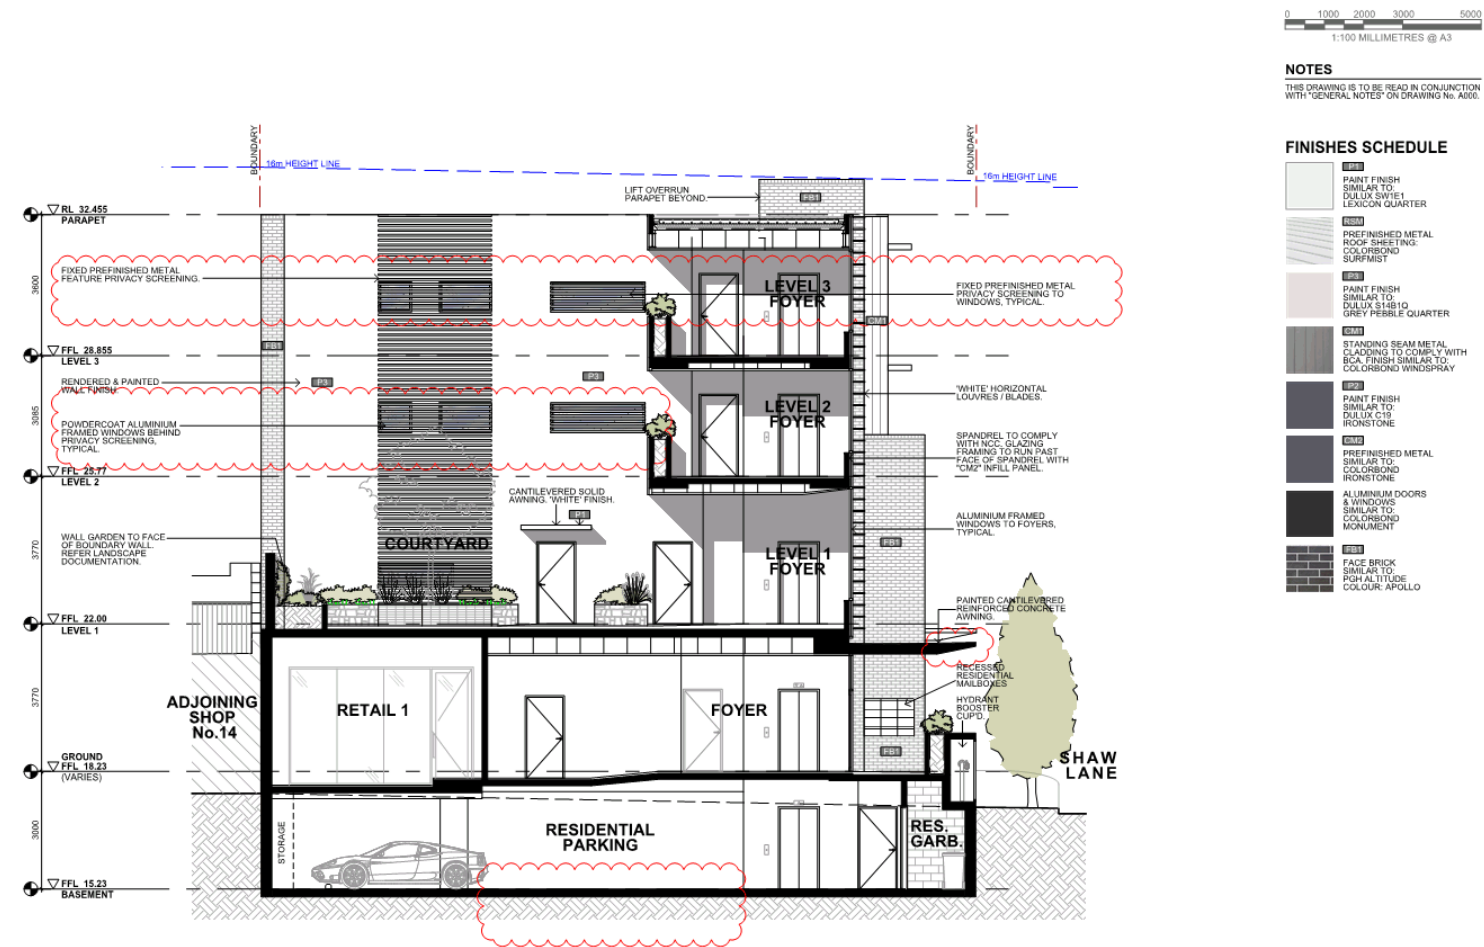 0 1000 2000 3000 5000
1:100 MILLIMETRES @ A3
NOTES
THIS DRAWING IS TO BE READ IN CONJUNCTION
WITH "GENERAL NOTES" ON DRAWING No. A000.
FINISHES SCHEDULE
P1
PAINT FINISH
SIMILAR TO:
DULUX SW1E1
LEXICON QUARTER
RSM
PREFINISHED METAL
ROOF SHEETING:
COLORBOND
SURFMIST
P3
PAINT FINISH
SIMILAR TO:
DULUX S14B1Q
GREY PEBBLE QUARTER
CM1
STANDING SEAM METAL
CLADDING TO COMPLY WITH
BCA. FINISH SIMILAR TO:
COLORBOND WINDSPRAY
P2
PAINT FINISH
SIMILAR TO:
DULUX C19
IRONSTONE
CM2
PREFINISHED METAL
SIMILAR TO:
COLORBOND
IRONSTONE
ALUMINIUM DOORS
& WINDOWS
SIMILAR TO:
COLORBOND
MONUMENT
FB1
FACE BRICK
SIMILAR TO:
PGH ALTITUDE
COLOUR: APOLLO
BOUNDARY
BOUNDARY
16m HEIGHT LINE
16m HEIGHT LINE
LIFT OVERRUN
PARAPET BEYOND.
FB1
RL 32.455
PARAPET
3600
FIXED PREFINISHED METAL
FEATURE PRIVACY SCREENING.
LEVEL 3
FOYER
FIXED PREFINISHED METAL
PRIVACY SCREENING TO
WINDOWS, TYPICAL.
CM1
FB1
FFL 28.855
LEVEL 3
RENDERED & PAINTED
WALL FINISH.
P3
P3
'WHITE' HORIZONTAL
LOUVRES / BLADES.
3085
LEVEL 2
FOYER
POWDERCOAT ALUMINIUM
FRAMED WINDOWS BEHIND
PRIVACY SCREENING,
TYPICAL.
SPANDREL TO COMPLY
WITH NCC. GLAZING
FRAMING TO RUN PAST
FACE OF SPANDREL WITH
"CM2" INFILL PANEL.
FFL 25.77
LEVEL 2
CANTILEVERED SOLID
AWNING. 'WHITE' FINISH.
P1
ALUMINIUM FRAMED
WINDOWS TO FOYERS,
TYPICAL.
3770
WALL GARDEN TO FACE
OF BOUNDARY WALL.
REFER LANDSCAPE
DOCUMENTATION.
COURTYARD
LEVEL 1
FOYER
FB1
PAINTED CANTILEVERED
REINFORCED CONCRETE
AWNING.
FFL 22.00
LEVEL 1
RECESSED
RESIDENTIAL
MAILBOXES
3770
ADJOINING
SHOP
No.14
RETAIL 1
FOYER
HYDRANT
BOOSTER
CUP'D.
FB1
GROUND
FFL 18.23
(VARIES)
SHAW
LANE
3000
STORAGE
RESIDENTIAL
PARKING
RES.
GARB.
FFL 15.23
BASEMENT